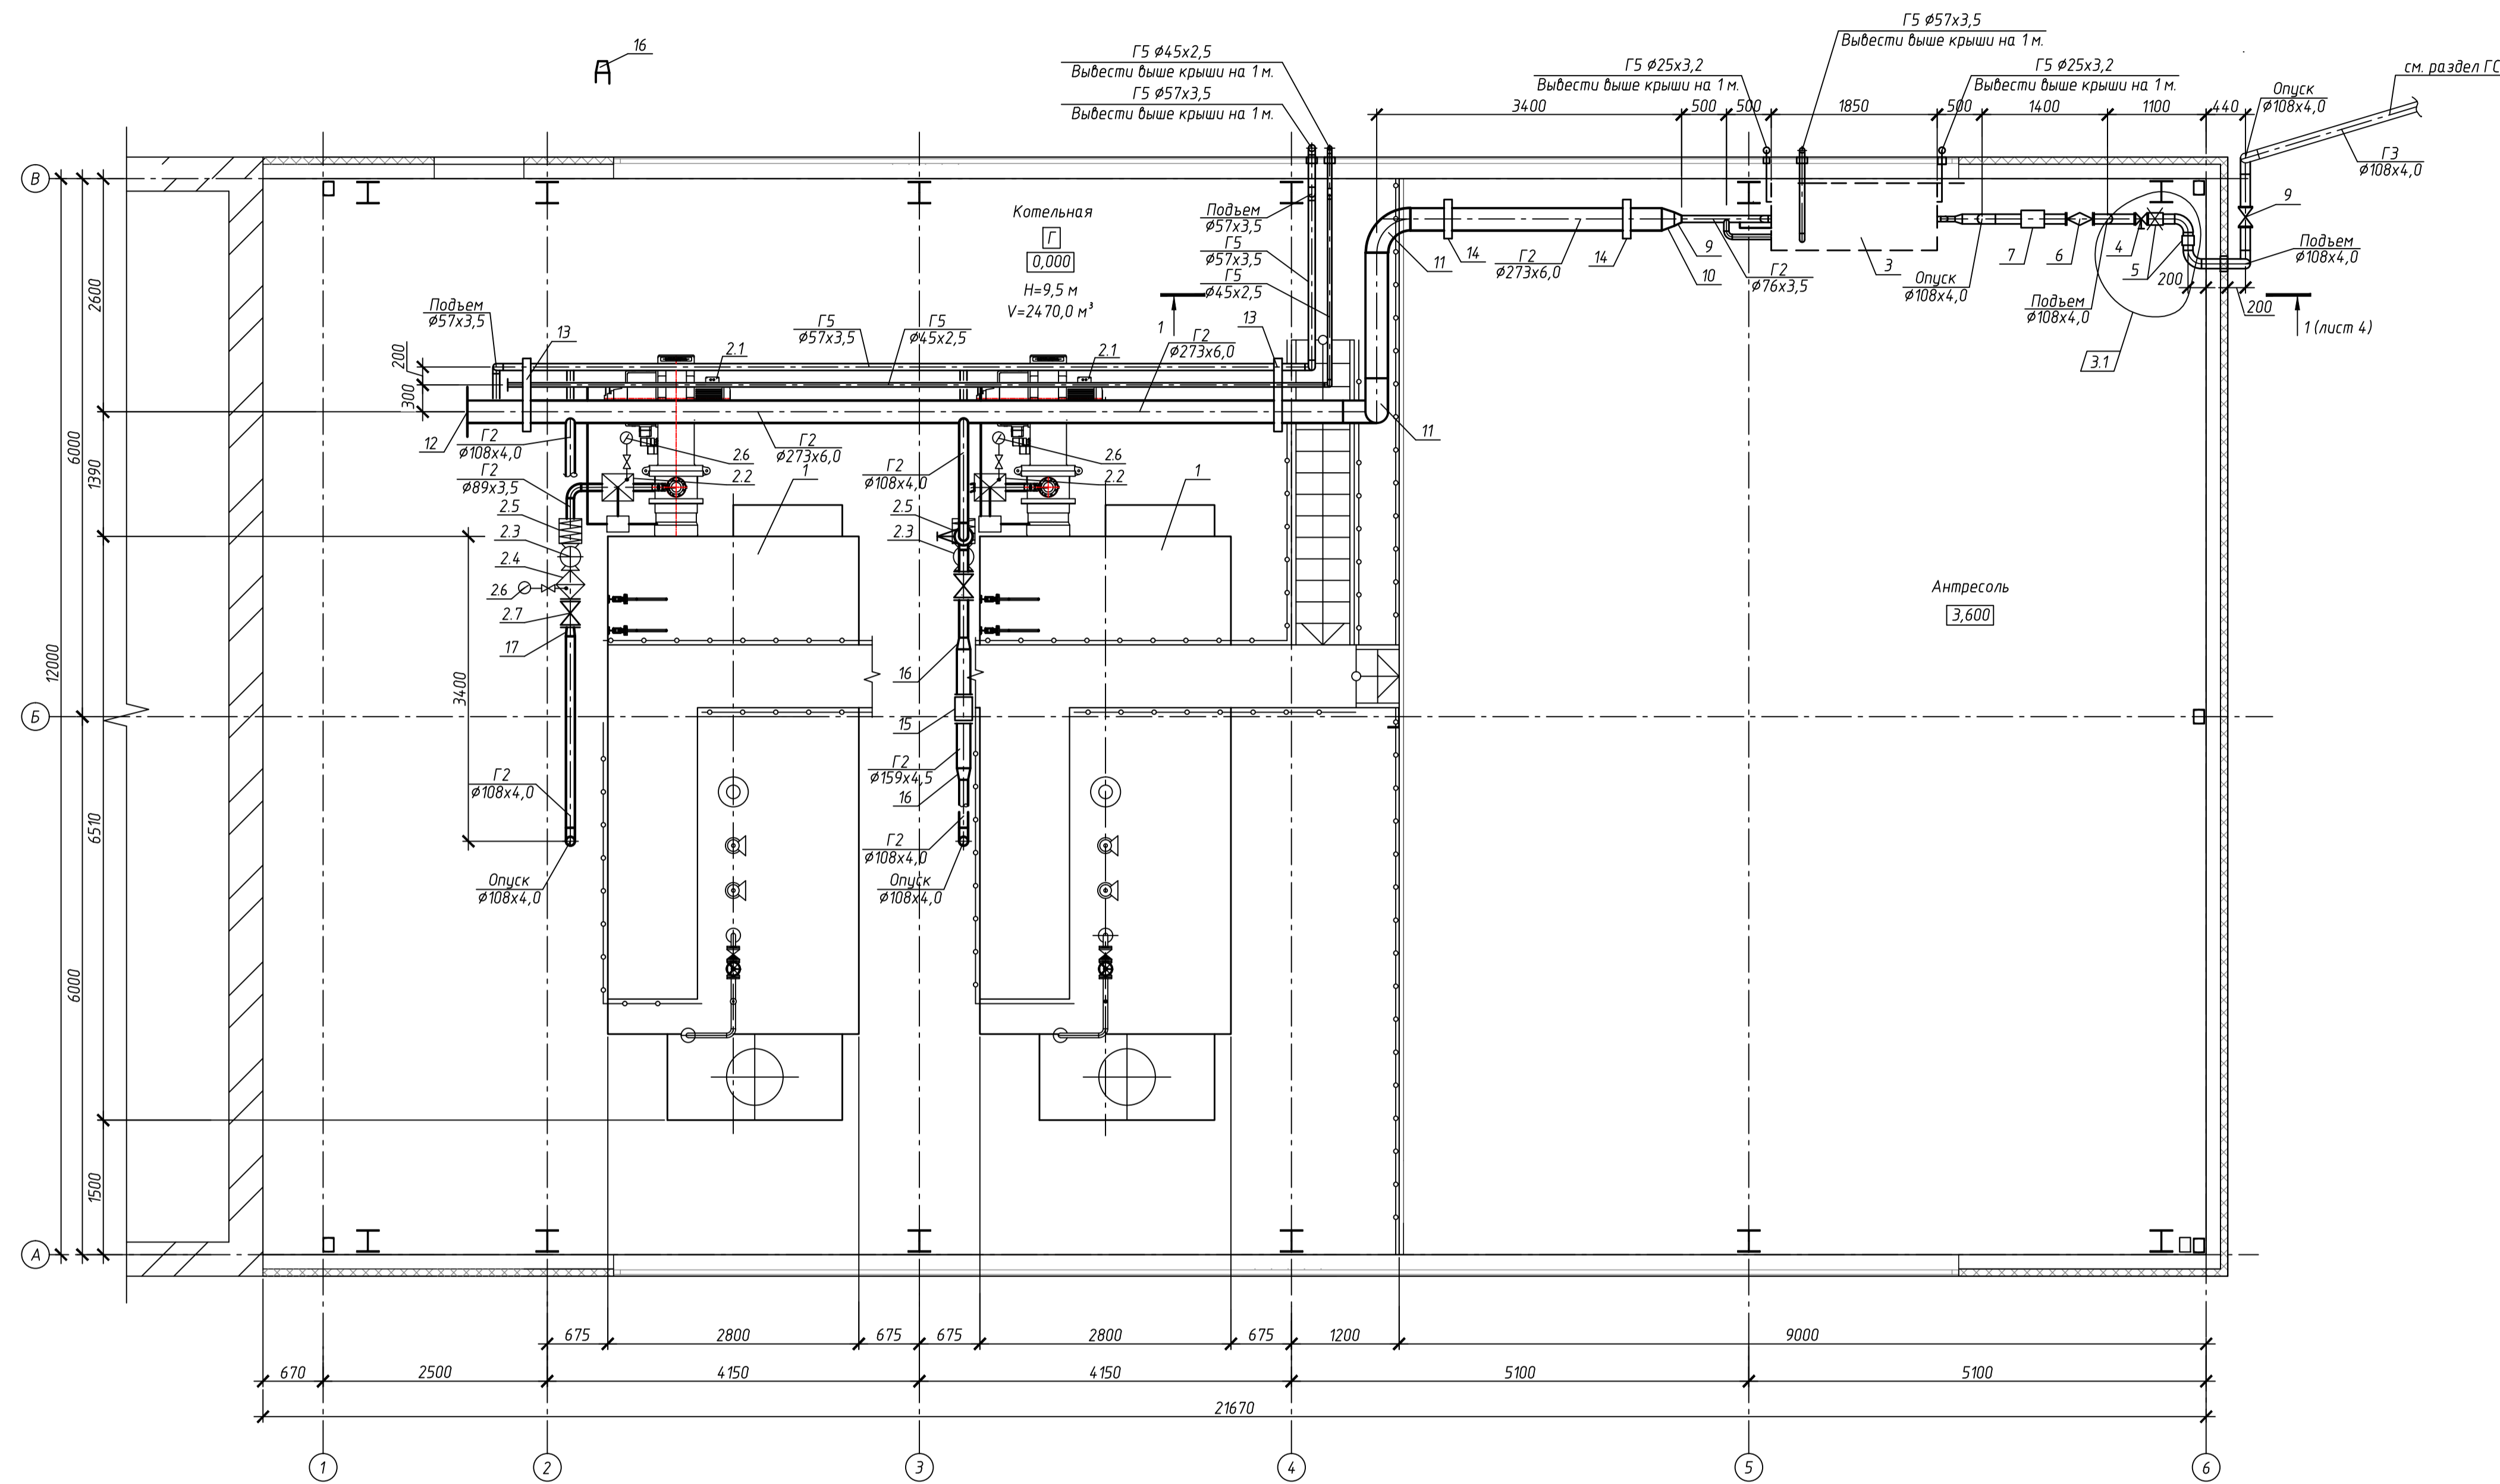 16
Г5 ⌀45х2,5
Вывести выше крыши на 1 м.
Г5 ⌀57х3,5
Вывести выше крыши на 1 м.
Г5 ⌀57х3,5
Вывести выше крыши на 1 м.
Г5 ⌀25х3,2
Вывести выше крыши на 1 м.
Г5 ⌀25х3,2
Вывести выше крыши на 1 м.
см. раздел ГС
Опуск
⌀108х4,0
3400
500
500
1850
500
1400
1100
440
Г3
⌀108х4,0
В
Котельная
Г
0,000
Н=9,5 м
V=2470,0 м³
Подъем
⌀57х3,5
Г5
⌀57х3,5
Г5
⌀45х2,5
11
14
Г2
⌀273х6,0
14
9
10
Г2
⌀76х3,5
3
Опуск
⌀108х4,0
7
6
4
5
200
9
Подъем
⌀108х4,0
Подъем
⌀108х4,0
200
3.1
1 (лист 4)
1
2600
Подъем
⌀57х3,5
13
Г5
⌀57х3,5
Г5
⌀45х2,5
Г2
⌀273х6,0
13
200
300
2.1
2.1
12
Г2
⌀108х4,0
Г2
⌀89х3,5
2.5
2.3
2.4
2.6
2.7
17
Г2
⌀273х6,0
2.6
2.2
1
Г2
⌀108х4,0
2.5
2.3
2.6
2.2
1
11
6000
1390
12000
3400
Антресоль
3,600
16
15
Г2
⌀159х4,5
16
Г2
⌀108х4,0
Г2
⌀108х4,0
Опуск
⌀108х4,0
Опуск
⌀108х4,0
Б
6510
6000
1500
А
675
2800
675
675
2800
675
1200
9000
670
2500
4150
4150
5100
5100
21670
1
2
3
4
5
6